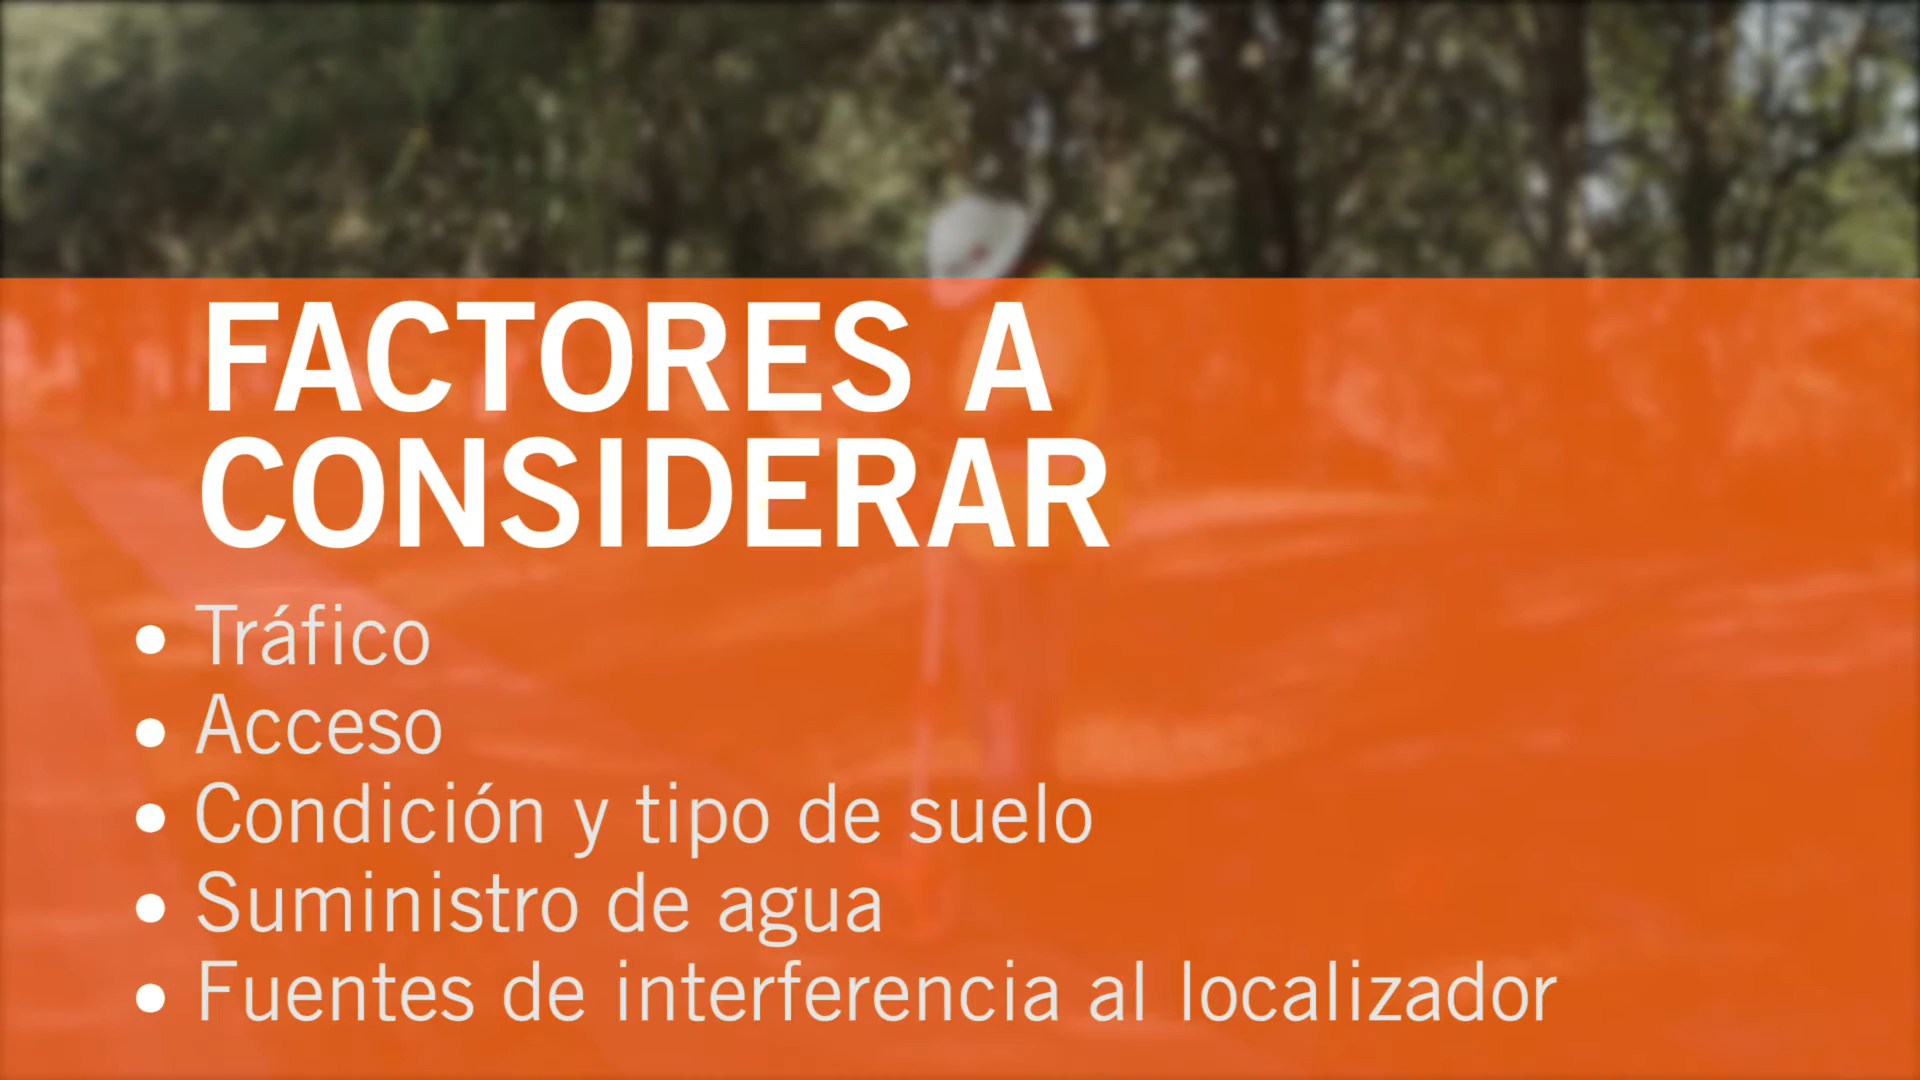 FACTORES A
CONSIDERAR
• Tráfico
• Acceso
• Condición y tipo de suelo
• Suministro de agua
• Fuentes de interferencia al localizador